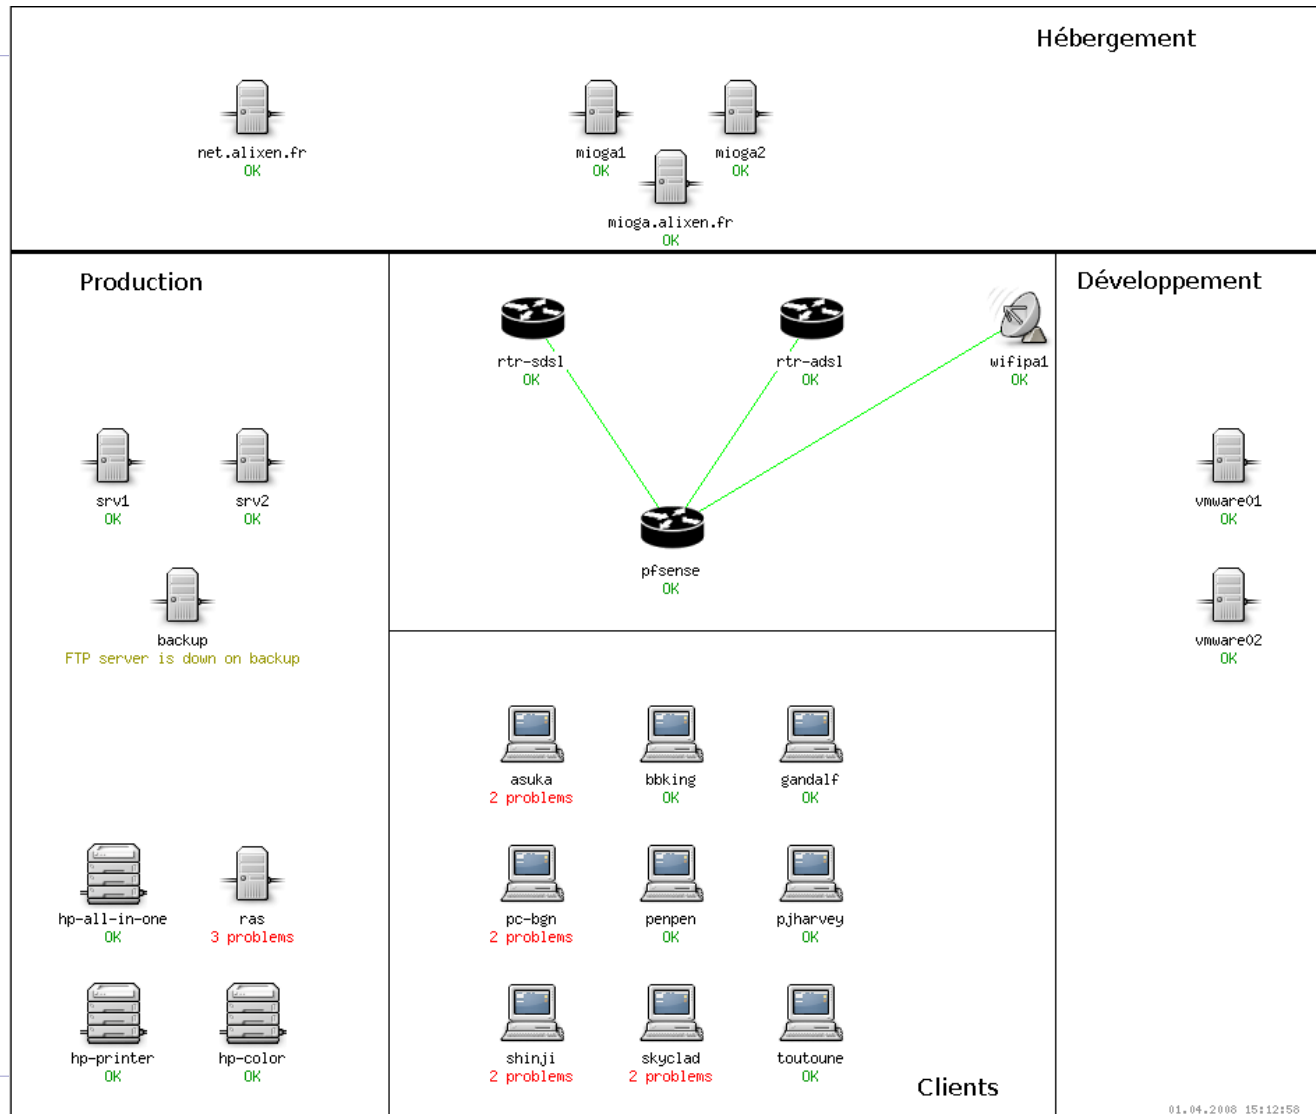 Hébergement
net.alixen.fr
OK
mioga1
OK
mioga2
OK
mioga.alixen.fr
OK
Production
srv1
OK
srv2
OK
backup
FTP server is down on backup
hp-all-in-one
OK
ras
3 problems
hp-printer
OK
hp-color
OK
rtr-sdsl
OK
rtr-adsl
OK
wifipa1
OK
pfsense
OK
asuka
2 problems
bbking
OK
gandalf
OK
pc-bgn
2 problems
penpen
OK
pjharvey
OK
shinji
2 problems
skyclad
2 problems
toutoune
OK
Clients
Développement
vmware01
OK
vmware02
OK
01.04.2008 15:12:58